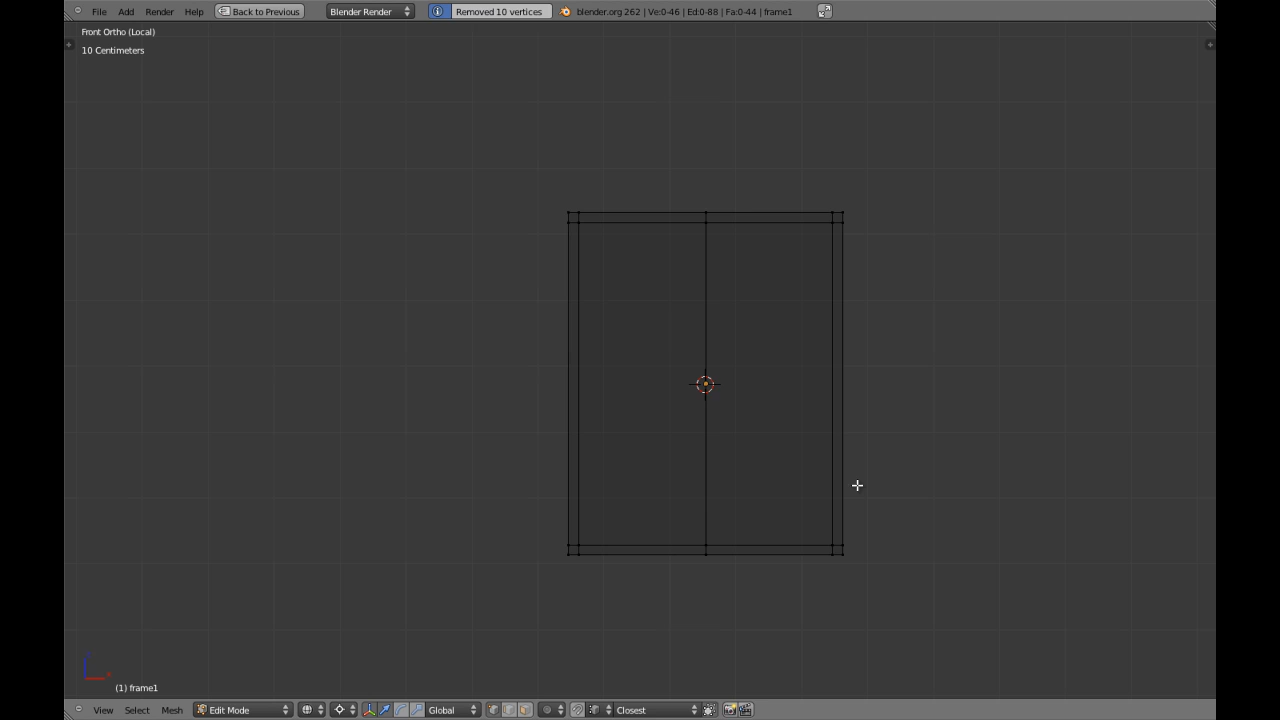 File Add Render Help Back to Previous Blender Render Removed 10 vertices blender.org 262 | Ve:0-46 | Ed:0-88 | Fa:0-44 | frame1
Front Ortho (Local)
10 Centimeters
(1) frame1
View Select Mesh Edit Mode Global Closest